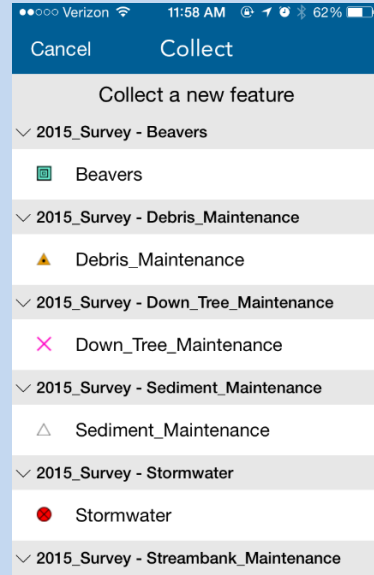 Verizon 11:58 AM 62%
Cancel Collect
Collect a new feature
2015_Survey - Beavers
Beavers
2015_Survey - Debris_Maintenance
Debris_Maintenance
2015_Survey - Down_Tree_Maintenance
Down_Tree_Maintenance
2015_Survey - Sediment_Maintenance
Sediment_Maintenance
2015_Survey - Stormwater
Stormwater
2015_Survey - Streambank_Maintenance